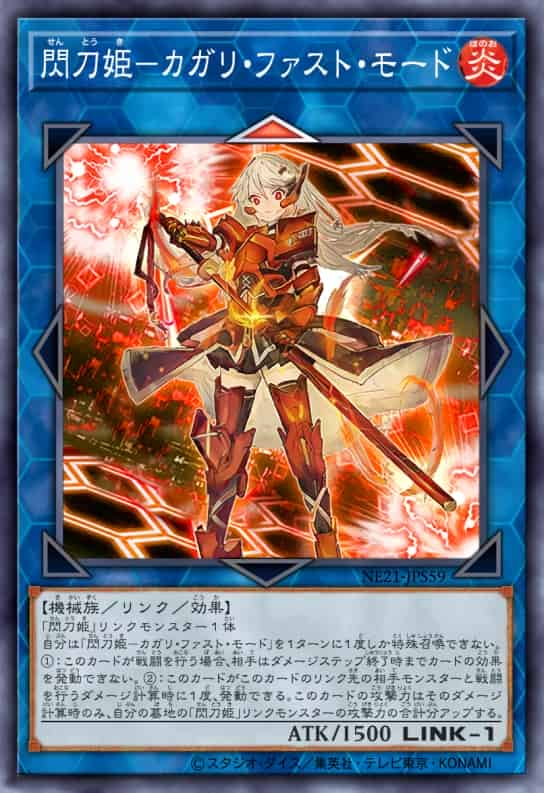 閃刀姫－カガリ・ファスト・モード 炎
NE21-JPS59
【機械族／リンク／効果】
「閃刀姫」リンクモンスター１体
自分は「閃刀姫－カガリ・ファスト・モード」を１ターンに１度しか特殊召喚できない。
①：このカードが戦闘を行う場合、相手はダメージステップ終了時までカードの効果
を発動できない。②：このカードがこのカードのリンク先の相手モンスターと戦闘
を行うダメージ計算時に１度、発動できる。このカードの攻撃力はそのダメージ
計算時のみ、自分の墓地の「閃刀姫」リンクモンスターの攻撃力の合計分アップする。
ATK/1500 LINK-1
©スタジオ・ダイス／集英社・テレビ東京・KONAMI